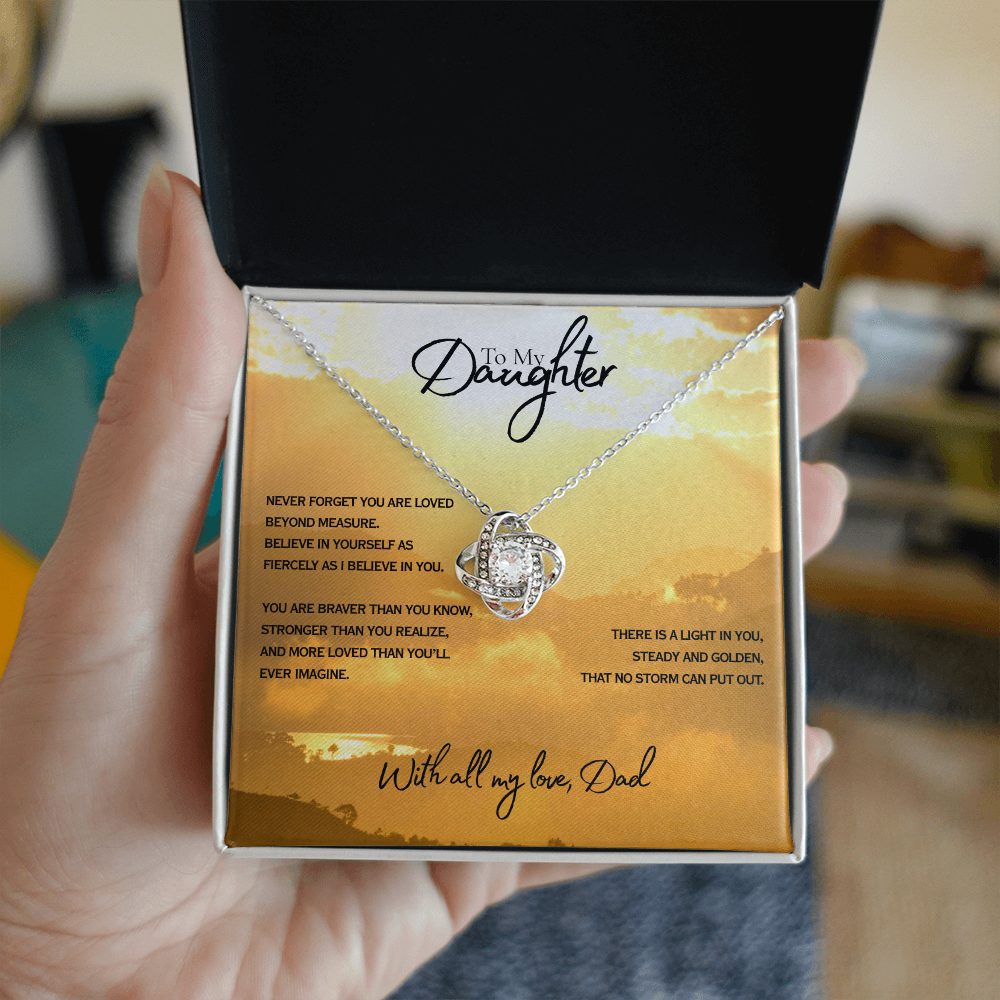 To My
Daughter
NEVER FORGET YOU ARE LOVED
BEYOND MEASURE.
BELIEVE IN YOURSELF AS
FIERCELY AS I BELIEVE IN YOU.
YOU ARE BRAVER THAN YOU KNOW,
STRONGER THAN YOU REALIZE,
AND MORE LOVED THAN YOU'LL
EVER IMAGINE.
THERE IS A LIGHT IN YOU,
STEADY AND GOLDEN,
THAT NO STORM CAN PUT OUT.
With all my love, Dad